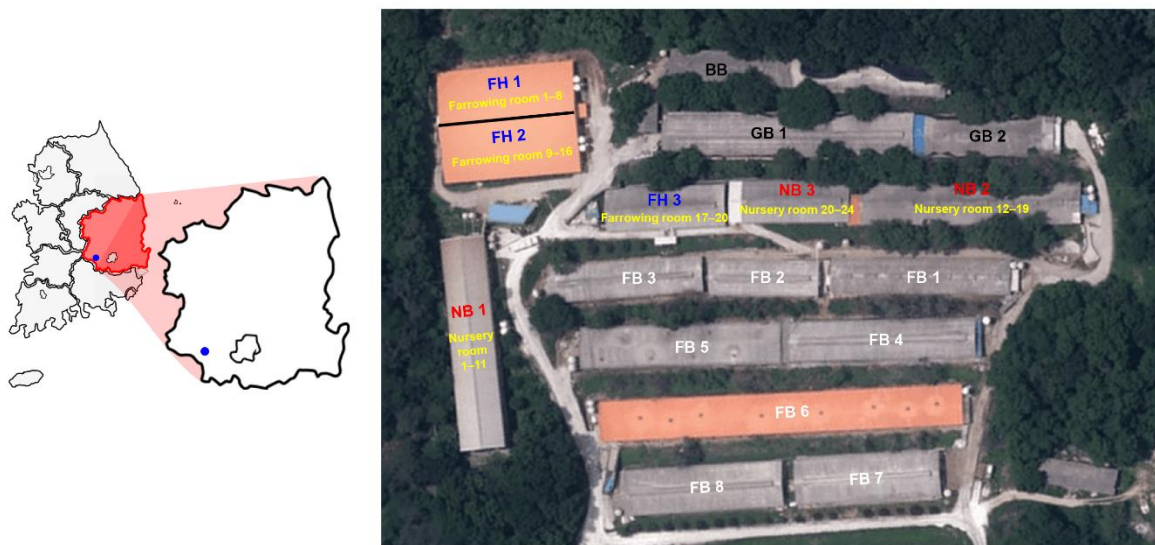 FH 1
Farrowing room 1–8
FH 2
Farrowing room 9–16
BB
GB 1
GB 2
FH 3
Farrowing room 17–20
NB 3
Nursery room 20–24
NB 2
Nursery room 12–19
FB 3
FB 2
FB 1
NB 1
Nursery
room
1–11
FB 5
FB 4
FB 6
FB 8
FB 7